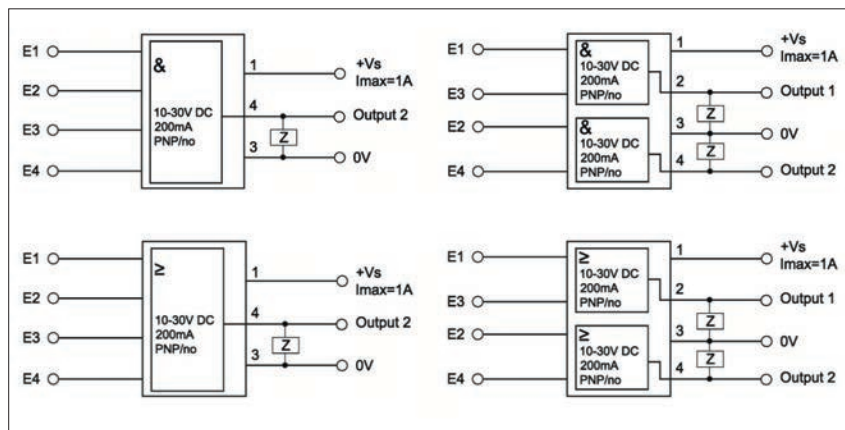 E1
E2
E3
E4
&
10-30V DC
200mA
PNP/no
1
4
3
+Vs
Imax=1A
Output 2
Z
0V
E1
E3
E2
E4
&
10-30V DC
200mA
PNP/no
&
10-30V DC
200mA
PNP/no
1
2
3
4
+Vs
Imax=1A
Output 1
Z
0V
Z
Output 2
E1
E2
E3
E4
≥
10-30V DC
200mA
PNP/no
1
4
3
+Vs
Imax=1A
Output 2
Z
0V
E1
E3
E2
E4
≥
10-30V DC
200mA
PNP/no
≥
10-30V DC
200mA
PNP/no
1
2
3
4
+Vs
Imax=1A
Output 1
Z
0V
Z
Output 2